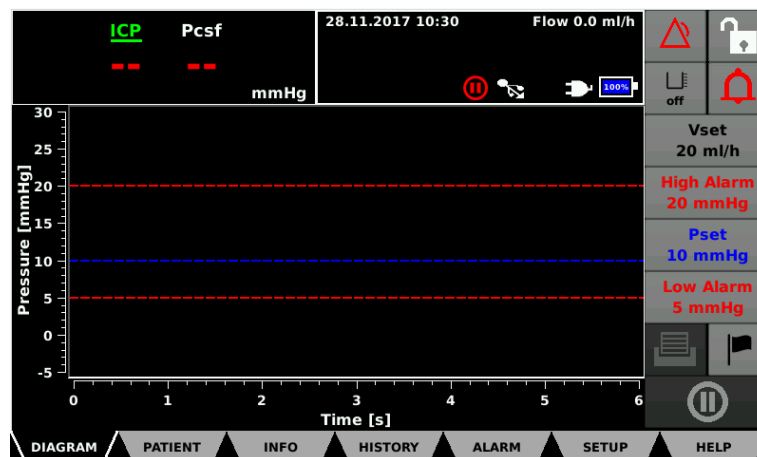 ICP Pcsf
-- --
mmHg
28.11.2017 10:30 Flow 0.0 ml/h
100%
off
Vset
20 ml/h
High Alarm
20 mmHg
Pset
10 mmHg
Low Alarm
5 mmHg
Pressure [mmHg]
30
25
20
15
10
5
0
-5
0 1 2 3 4 5 6
Time [s]
DIAGRAM PATIENT INFO HISTORY ALARM SETUP HELP